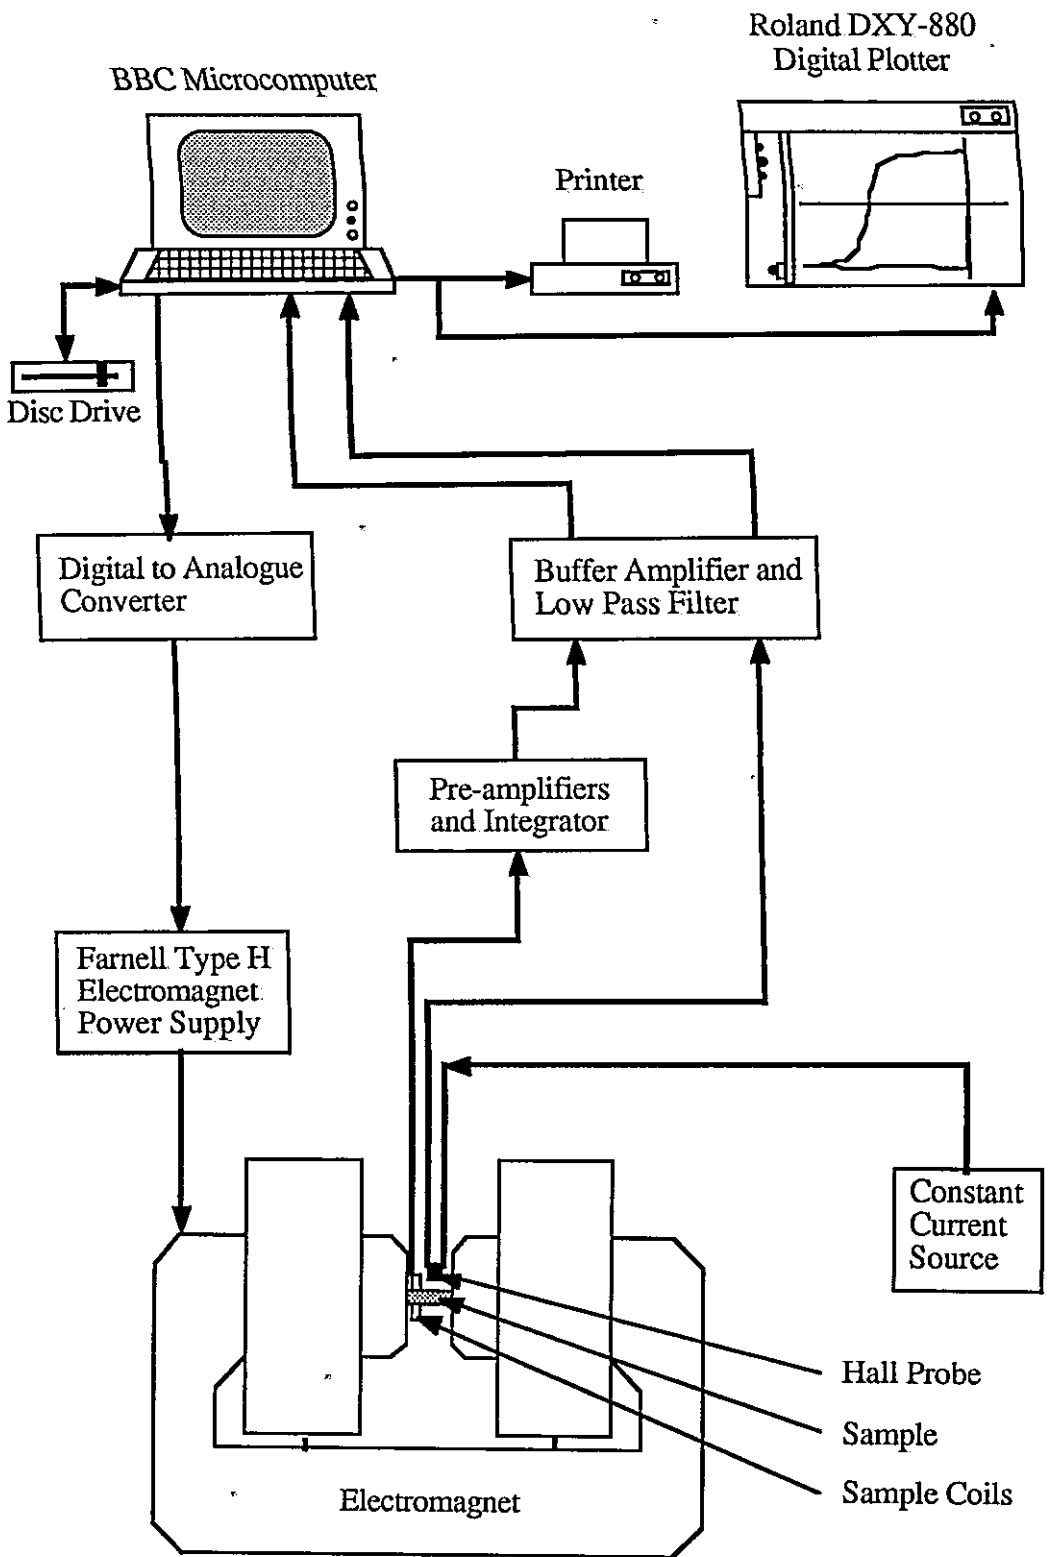 Roland DXY-880
Digital Plotter
BBC Microcomputer
Printer
Disc Drive
Digital to Analogue
Converter
Buffer Amplifier and
Low Pass Filter
Pre-amplifiers
and Integrator
Farnell Type H
Electromagnet
Power Supply
Constant
Current
Source
Hall Probe
Sample
Sample Coils
Electromagnet